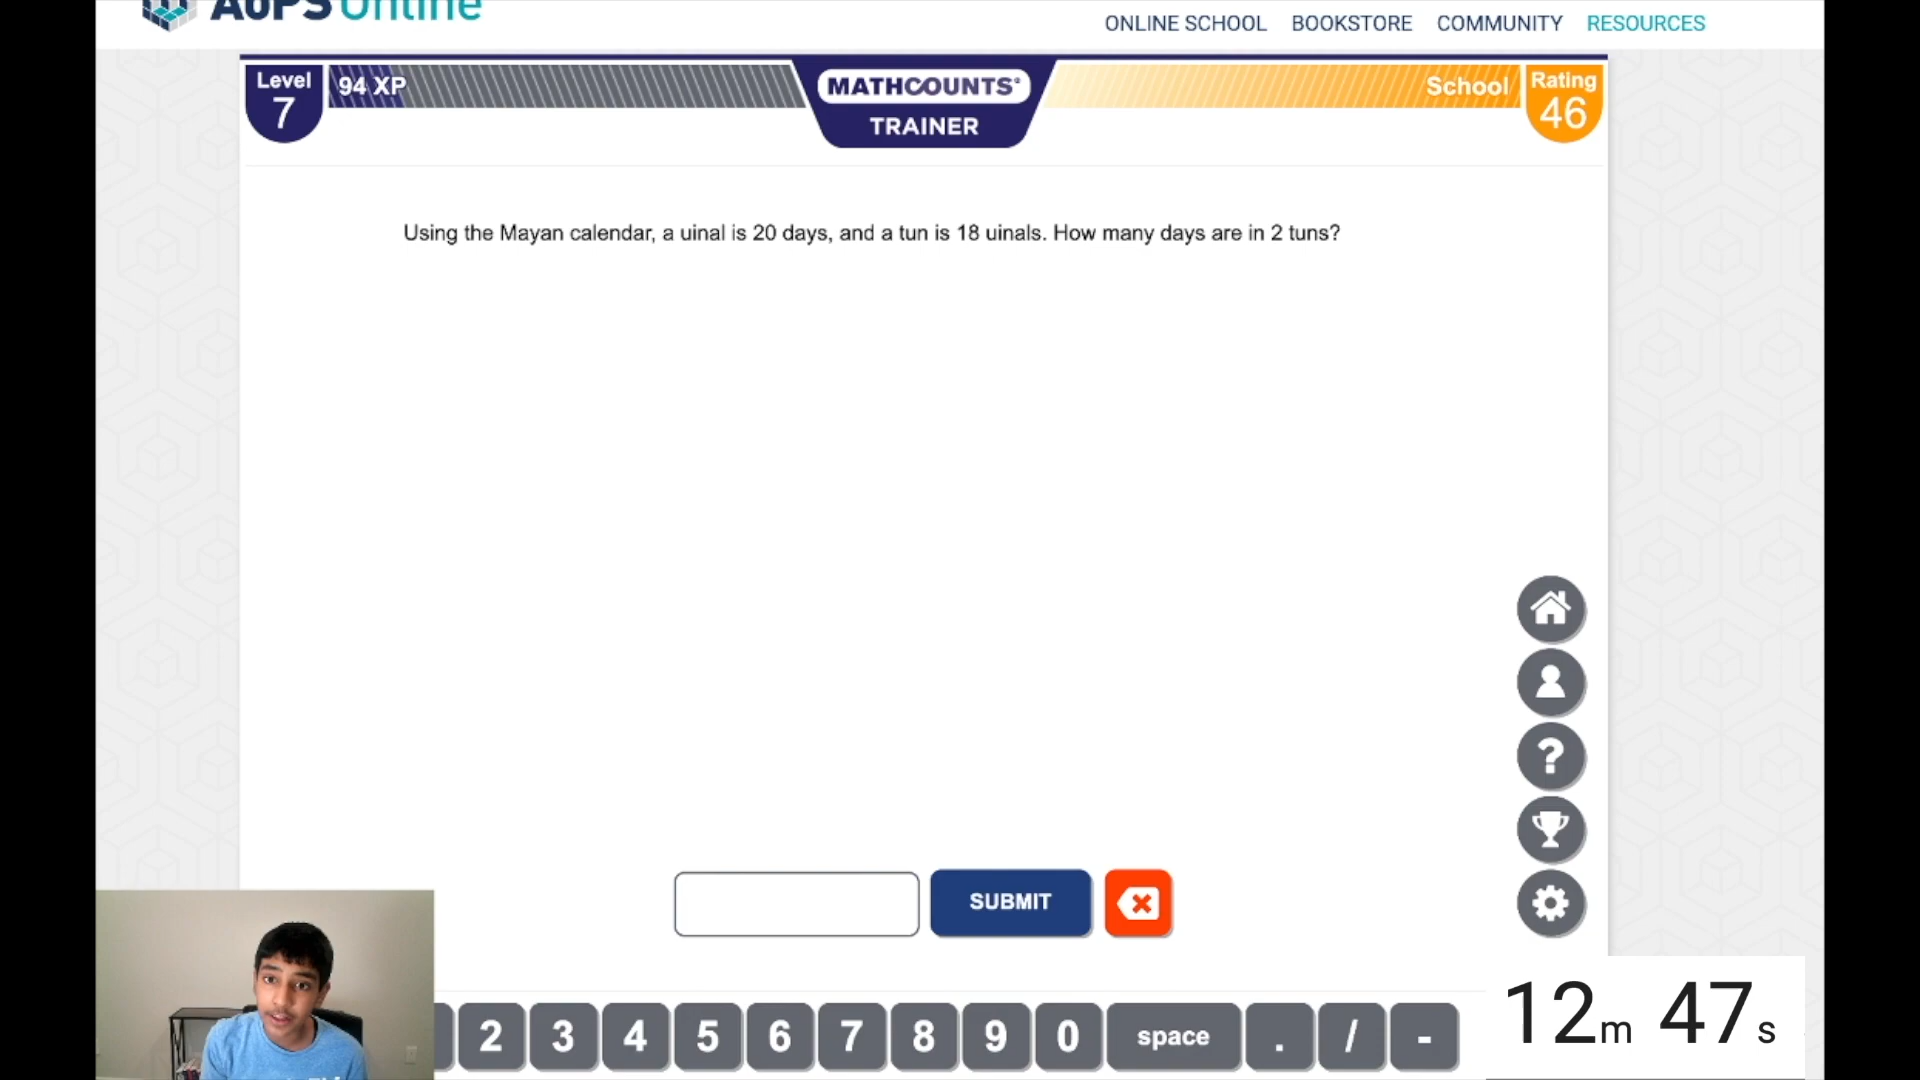 AoPS Online
ONLINE SCHOOL BOOKSTORE COMMUNITY RESOURCES
Level 7
94 XP
MATHCOUNTS®
TRAINER
School
Rating 46
Using the Mayan calendar, a uinal is 20 days, and a tun is 18 uinals. How many days are in 2 tuns?
SUBMIT
2 3 4 5 6 7 8 9 0 space . / -
12m 47s